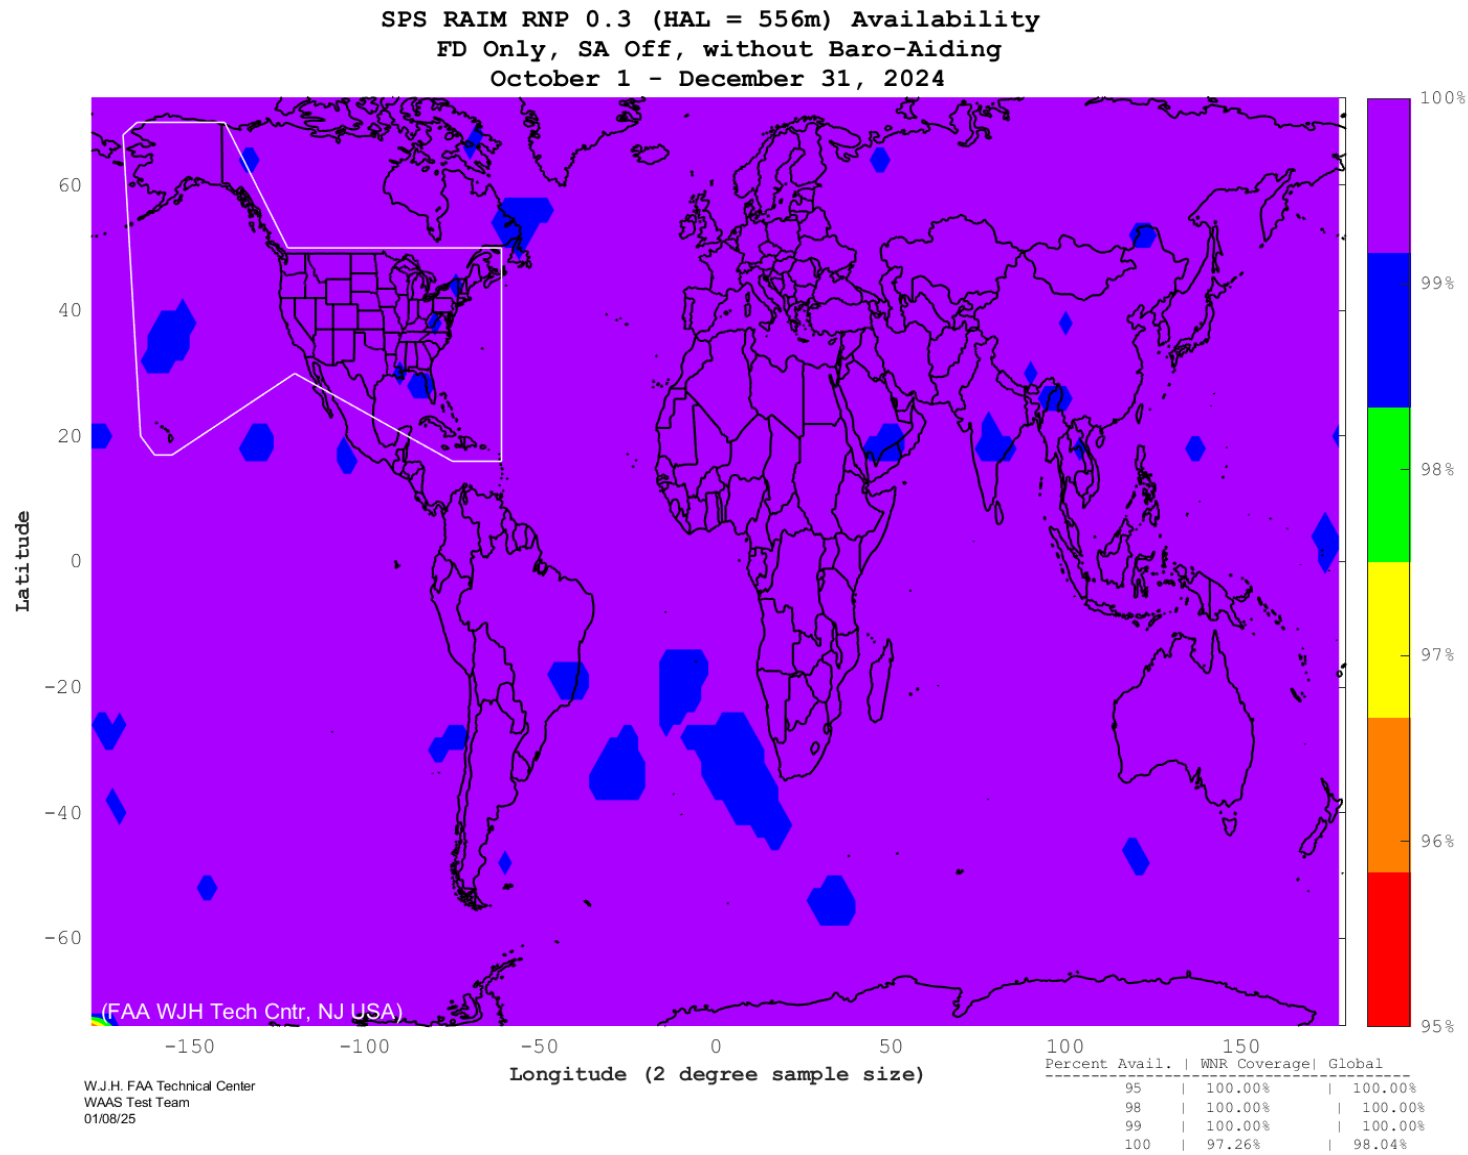 SPS RAIM RNP 0.3 (HAL = 556m) Availability
FD Only, SA Off, without Baro-Aiding
October 1 - December 31, 2024
100%
99%
98%
97%
96%
95%
60
40
20
0
-20
-40
-60
Latitude
(FAA WJH Tech Cntr, NJ USA)
-150 -100 -50 0 50 100 150
Longitude (2 degree sample size)
Percent Avail. | WNR Coverage| Global
95 | 100.00% | 100.00%
98 | 100.00% | 100.00%
99 | 100.00% | 100.00%
100 | 97.26% | 98.04%
W.J.H. FAA Technical Center
WAAS Test Team
01/08/25